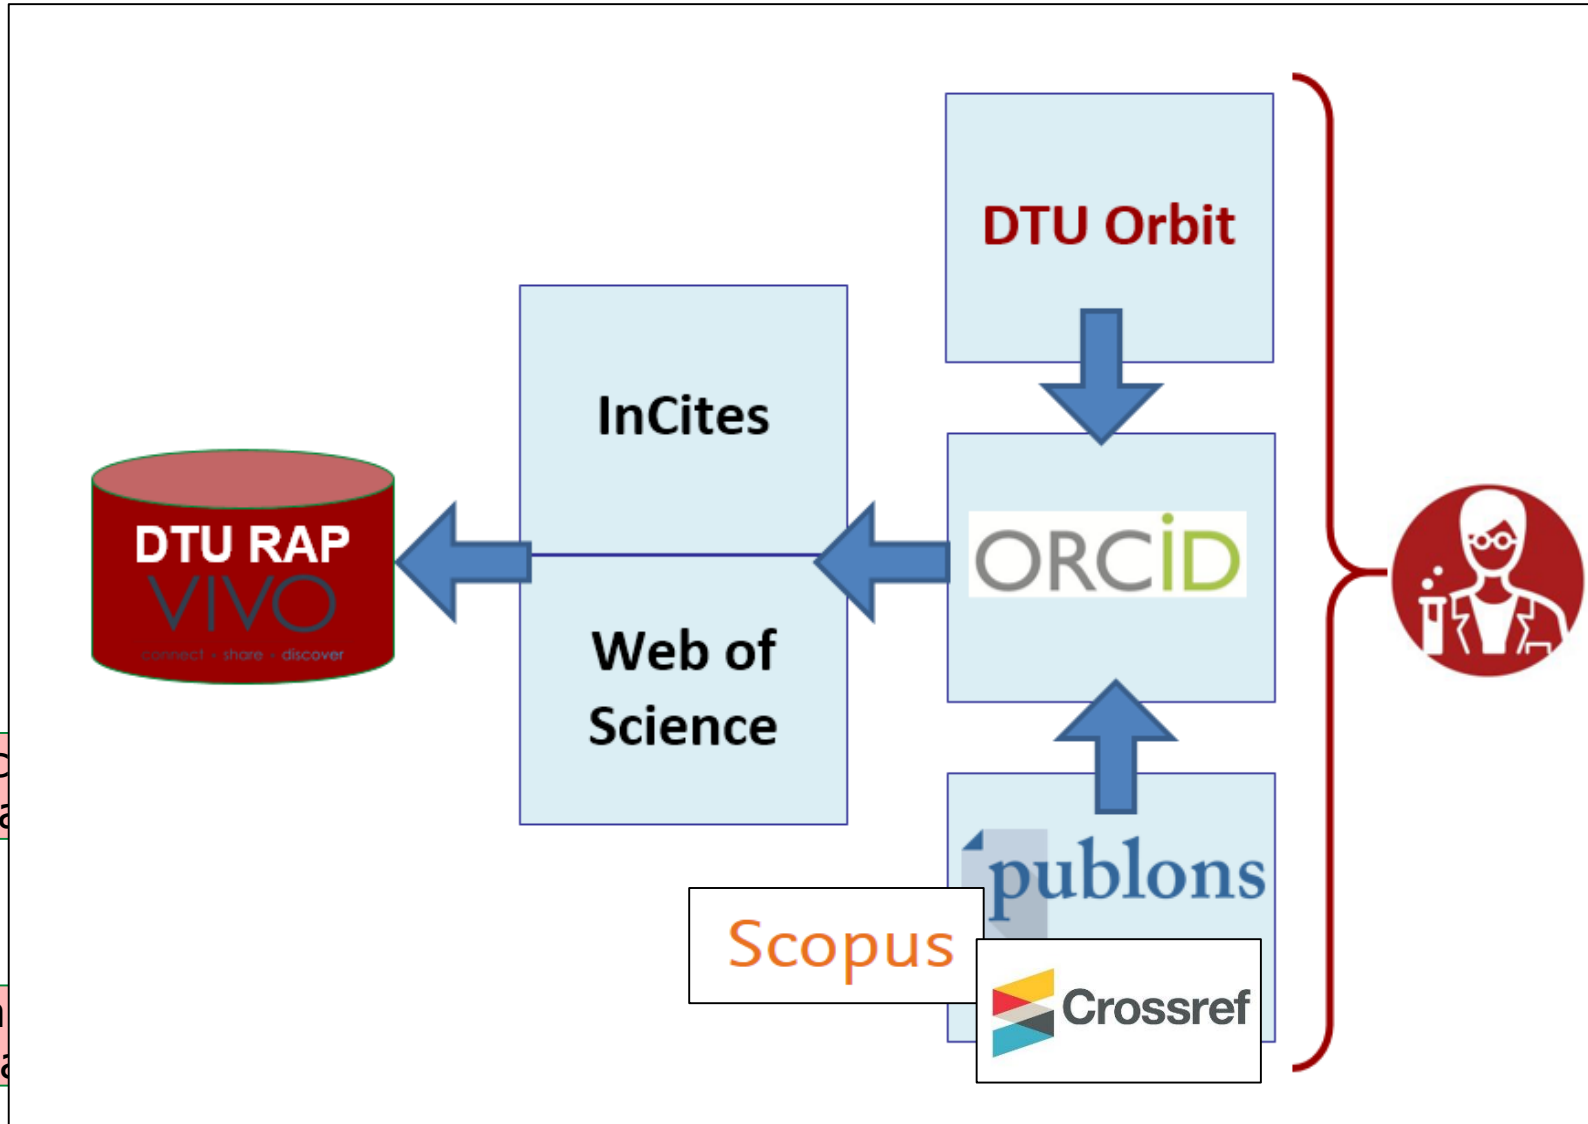 DTU Orbit
InCites
DTU RAP
VIVO
connect • share • discover
ORCiD
Web of
Science
publons
Scopus
Crossref